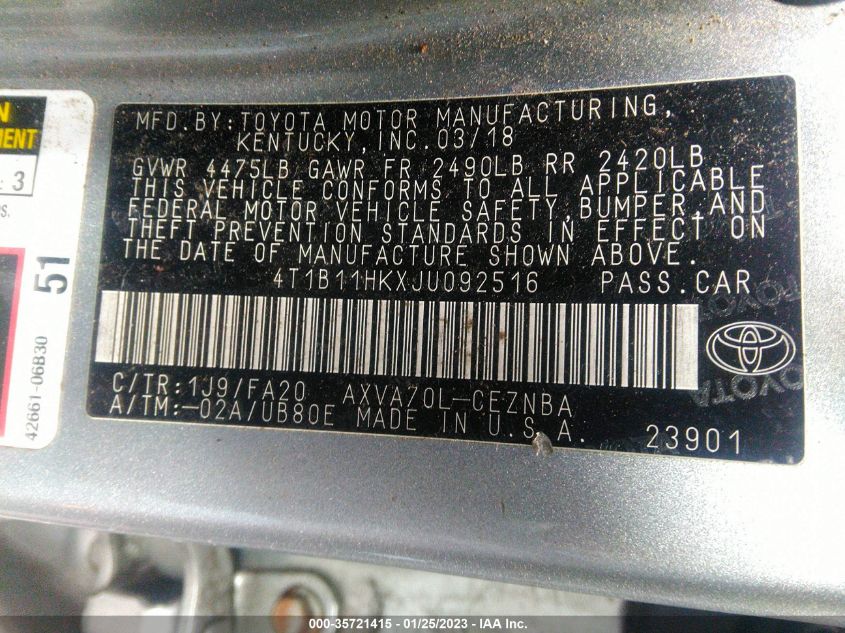 N
MENT
: 3
RS.
51
42661-06B30
MFD.BY:TOYOTA MOTOR MANUFACTURING,
KENTUCKY,INC.03/18
GVWR 4475LB GAWR FR 2490LB RR 2420LB
THIS VEHICLE CONFORMS TO ALL APPLICABLE
FEDERAL MOTOR VEHICLE SAFETY,BUMPER,AND
THEFT PREVENTION STANDARDS IN EFFECT ON
THE DATE OF MANUFACTURE SHOWN ABOVE.
4T1B11HKXJU092516 PASS.CAR
C/TR:1J9/FA20 AXVA70L-CEZNBA
A/TM:-02A/UB80E MADE IN U.S.A.
23901
TOYOTA
TOYOTA
000-35721415 - 01/25/2023 - IAA Inc.